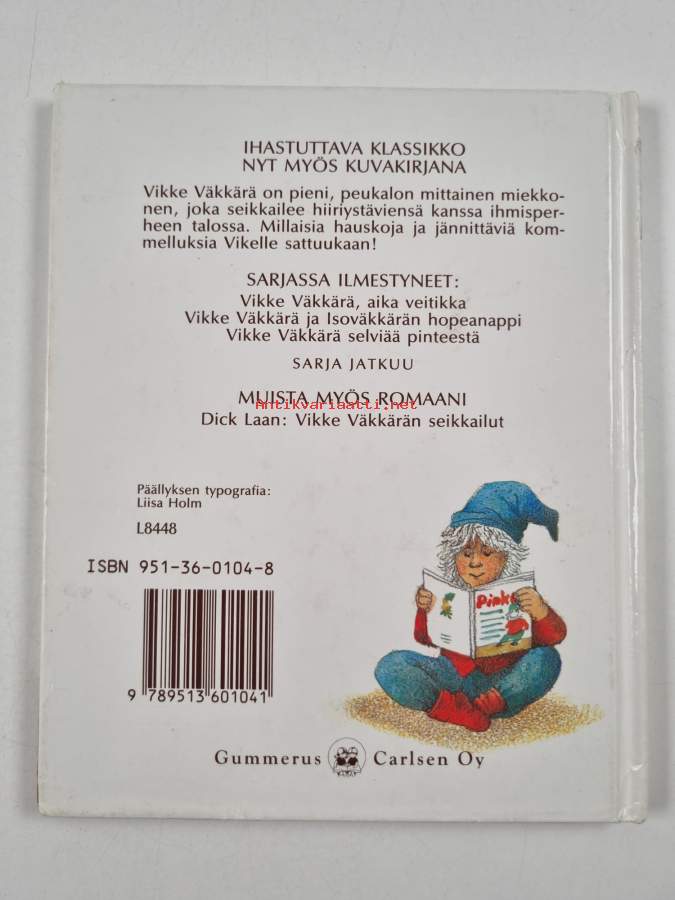 IHASTUTTAVA KLASSIKKO
NYT MYÖS KUVAKIRJANA
Vikke Väkkärä on pieni, peukalon mittainen miekko-
nen, joka seikkailee hiiriystäviensä kanssa ihmisper-
heen talossa. Millaisia hauskoja ja jännittäviä kom-
melluksia Vikelle sattuukaan!
SARJASSA ILMESTYNEET:
Vikke Väkkärä, aika veitikka
Vikke Väkkärä ja Isoväkkärän hopeanappi
Vikke Väkkärä selviää pinteestä
SARJA JATKUU
MUISTA MYÖS ROMAANI
Antikvariaatti.net
Dick Laan: Vikke Väkkärän seikkailut
Päällyksen typografia:
Liisa Holm
L8448
ISBN 951-36-0104-8
9 789513 601041
Gummerus Carlsen Oy